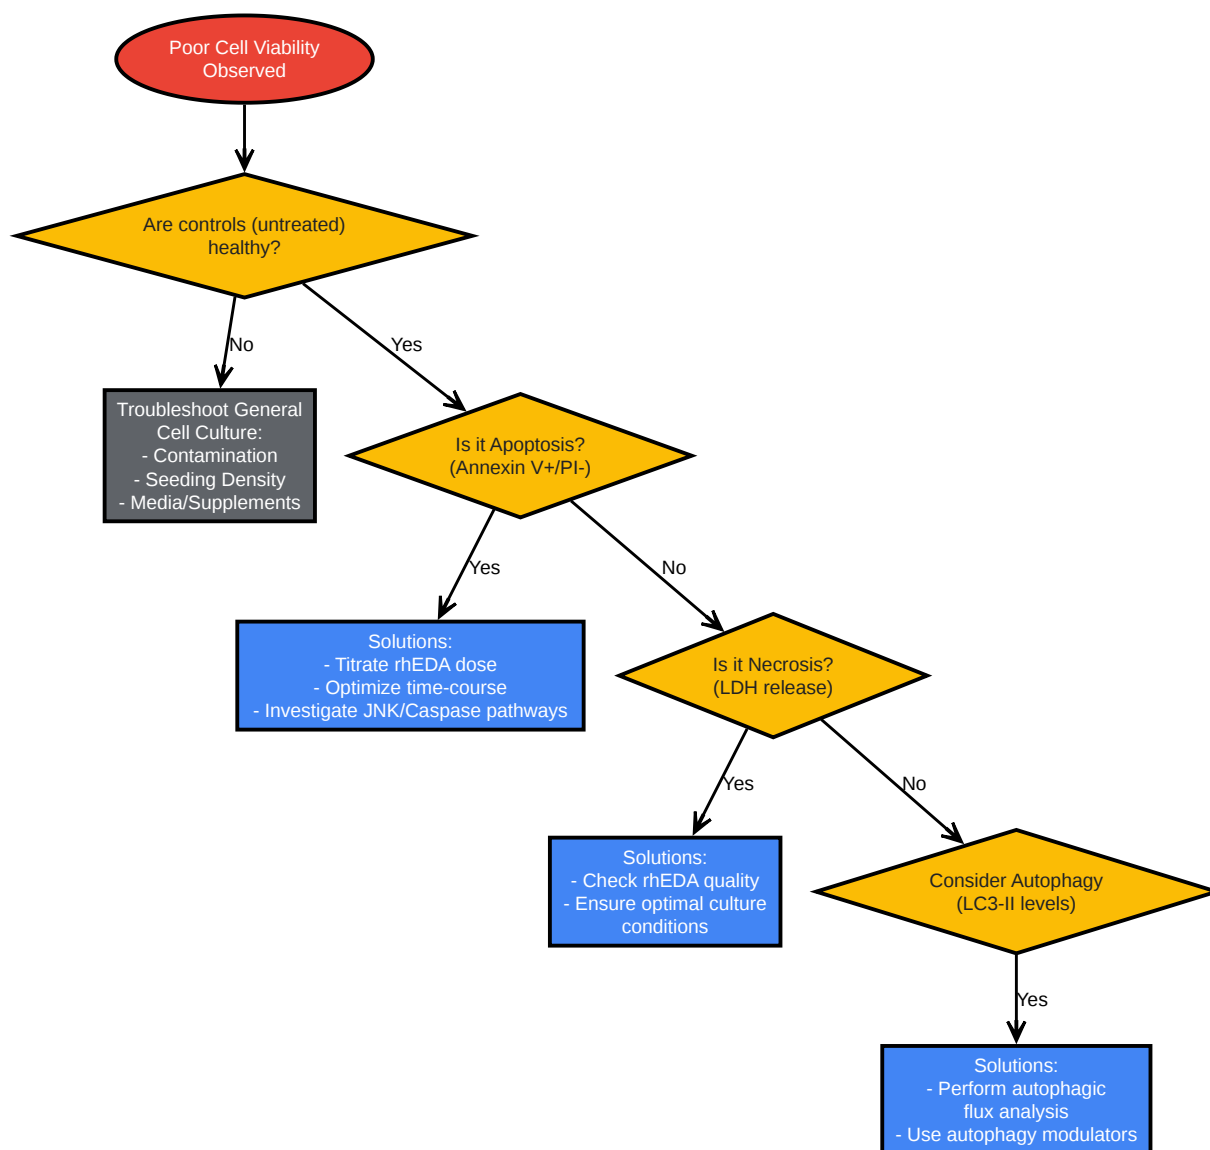 Poor Cell Viability
Observed
Are controls (untreated)
healthy?
No
Yes
Troubleshoot General
Cell Culture:
- Contamination
- Seeding Density
- Media/Supplements
Is it Apoptosis?
(Annexin V+/PI-)
Yes
No
Solutions:
- Titrate rhEDA dose
- Optimize time-course
- Investigate JNK/Caspase pathways
Is it Necrosis?
(LDH release)
Yes
No
Solutions:
- Check rhEDA quality
- Ensure optimal culture
conditions
Consider Autophagy
(LC3-II levels)
Yes
Solutions:
- Perform autophagic
flux analysis
- Use autophagy modulators